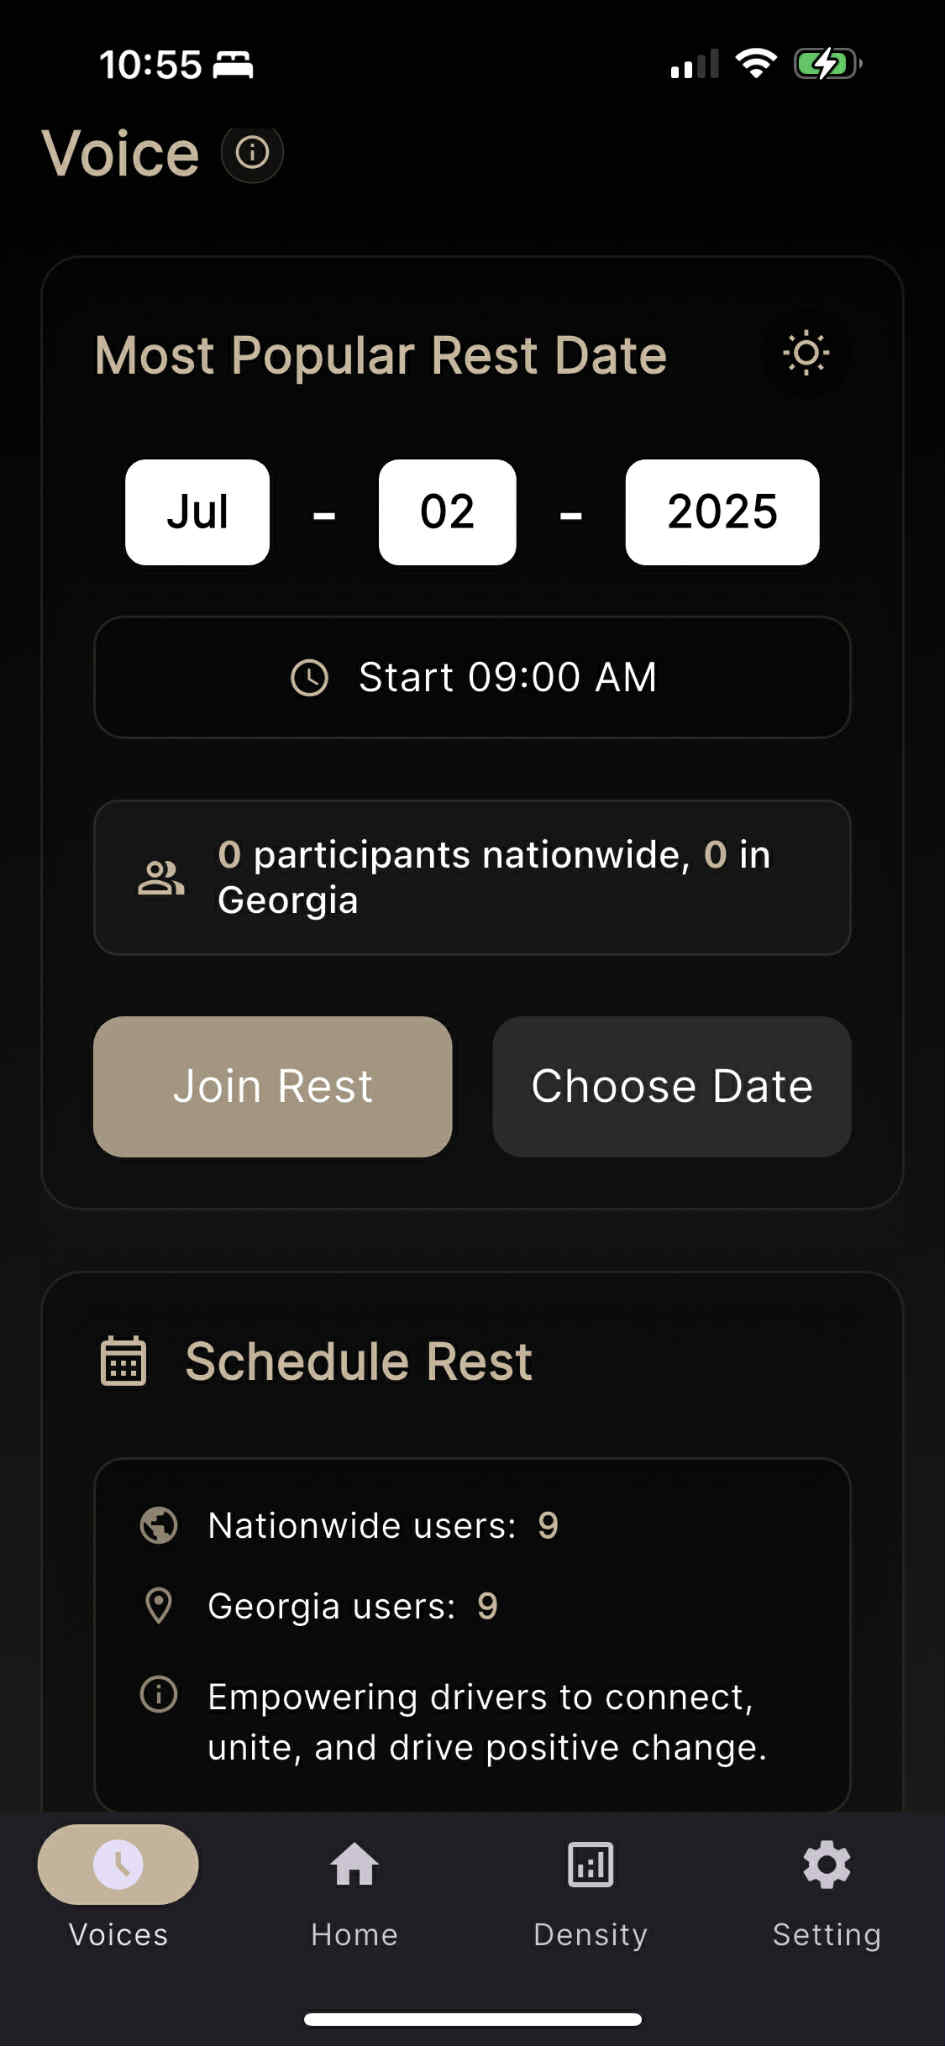 10:55
Voice
Most Popular Rest Date
Jul - 02 - 2025
Start 09:00 AM
0 participants nationwide, 0 in
Georgia
Join Rest Choose Date
Schedule Rest
Nationwide users: 9
Georgia users: 9
Empowering drivers to connect,
unite, and drive positive change.
Voices Home Density Setting